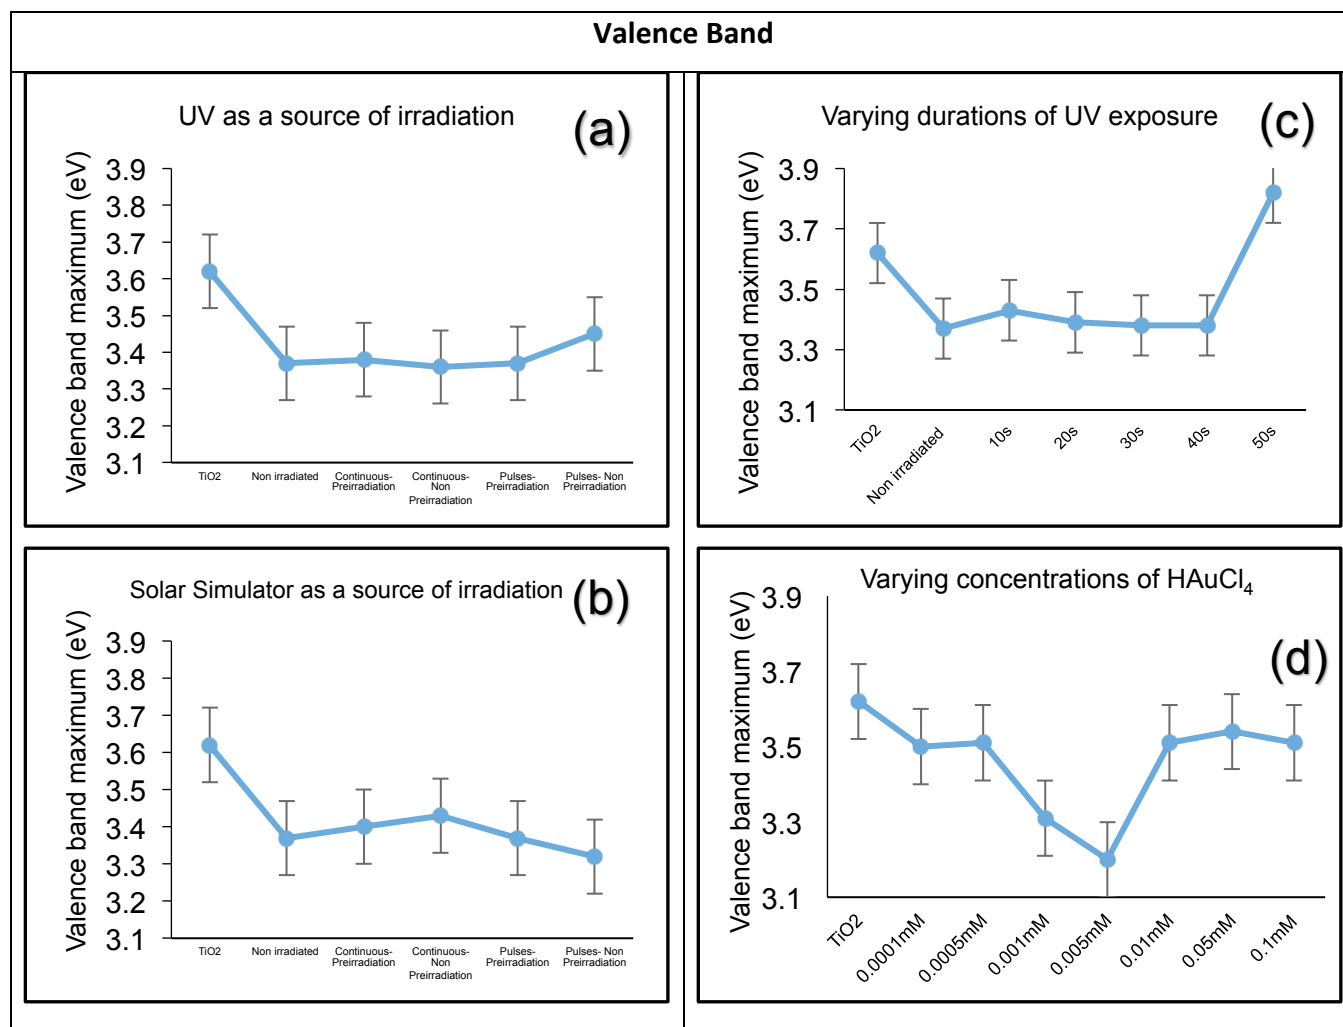 Valence Band
UV as a source of irradiation
(a)
Valence band maximum (eV)
3.9
3.8
3.7
3.6
3.5
3.4
3.3
3.2
3.1
TiO2
Non irradiated
Continuous-
Preirradiation
Continuous-
Non
Preirradiation
Pulses-
Preirradiation
Pulses- Non
Preirradiation
Varying durations of UV exposure
(c)
Valence band maximum (eV)
3.9
3.7
3.5
3.3
3.1
TiO2
Non irradiated
10s
20s
30s
40s
50s
Solar Simulator as a source of irradiation
(b)
Valence band maximum (eV)
3.9
3.8
3.7
3.6
3.5
3.4
3.3
3.2
3.1
TiO2
Non irradiated
Continuous-
Preirradiation
Continuous-
Non
Preirradiation
Pulses-
Preirradiation
Pulses- Non
Preirradiation
Varying concentrations of HAuCl₄
(d)
Valence band maximum (eV)
3.9
3.7
3.5
3.3
3.1
TiO2
0.0001mM
0.0005mM
0.001mM
0.005mM
0.01mM
0.05mM
0.1mM